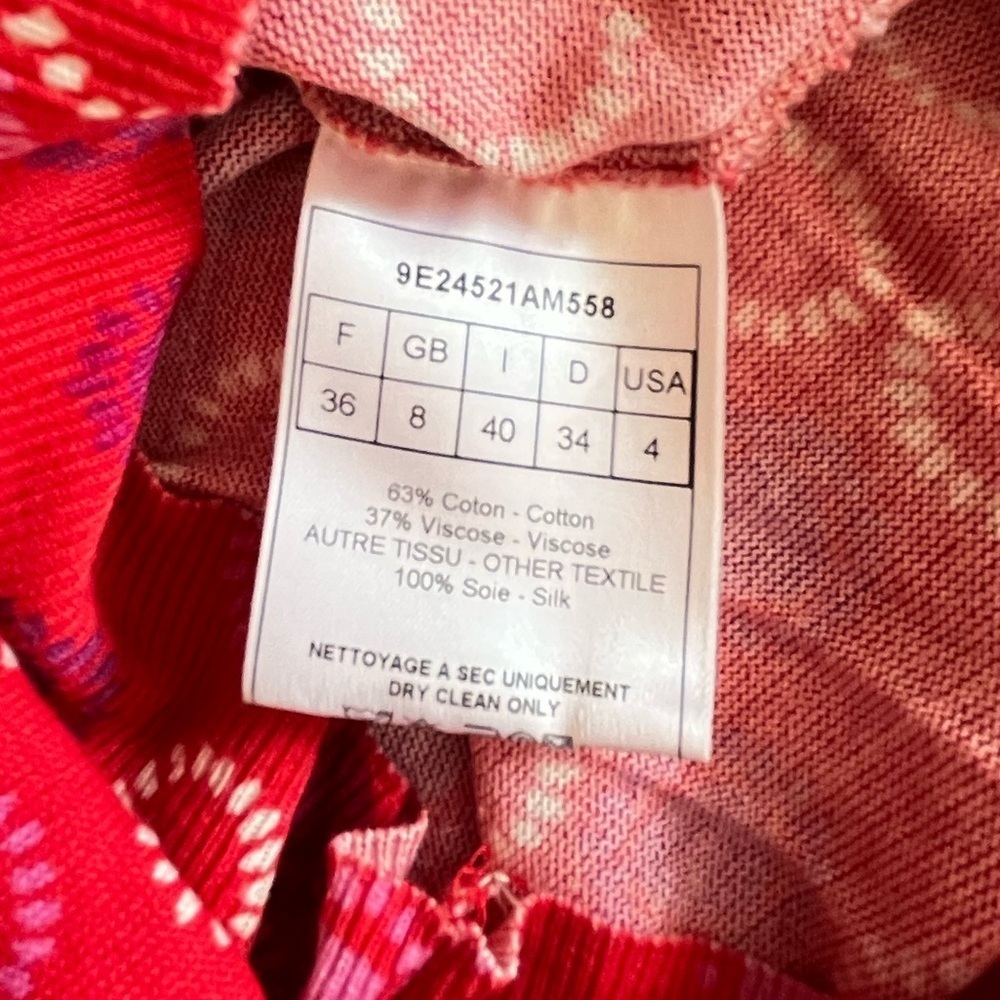 9E24521AM558
F GB I D USA
36 8 40 34 4
63% Coton - Cotton
37% Viscose - Viscose
AUTRE TISSU - OTHER TEXTILE
100% Soie - Silk
NETTOYAGE A SEC UNIQUEMENT
DRY CLEAN ONLY